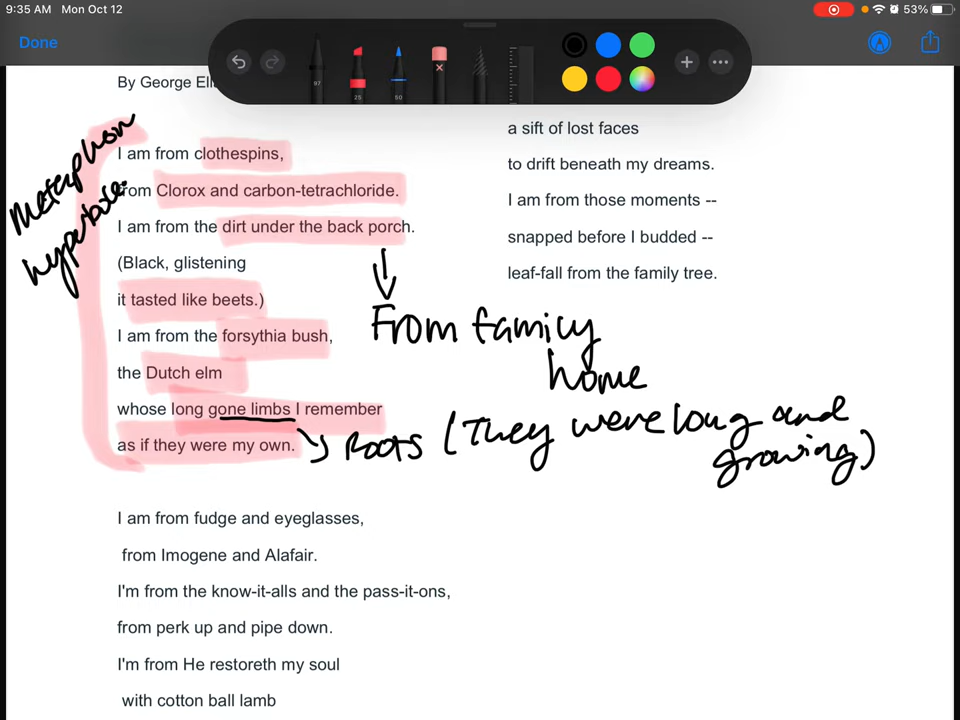 9:35 AM Mon Oct 12
53%
Done
97
25
50
By George Ell
Metaphor
hyperbole
I am from clothespins,
from Clorox and carbon-tetrachloride.
I am from the dirt under the back porch.
(Black, glistening
it tasted like beets.)
I am from the forsythia bush,
the Dutch elm
whose long gone limbs I remember
as if they were my own.
From family
home
Roots (They were long and
growing)
I am from fudge and eyeglasses,
from Imogene and Alafair.
I'm from the know-it-alls and the pass-it-ons,
from perk up and pipe down.
I'm from He restoreth my soul
with cotton ball lamb
a sift of lost faces
to drift beneath my dreams.
I am from those moments --
snapped before I budded --
leaf-fall from the family tree.